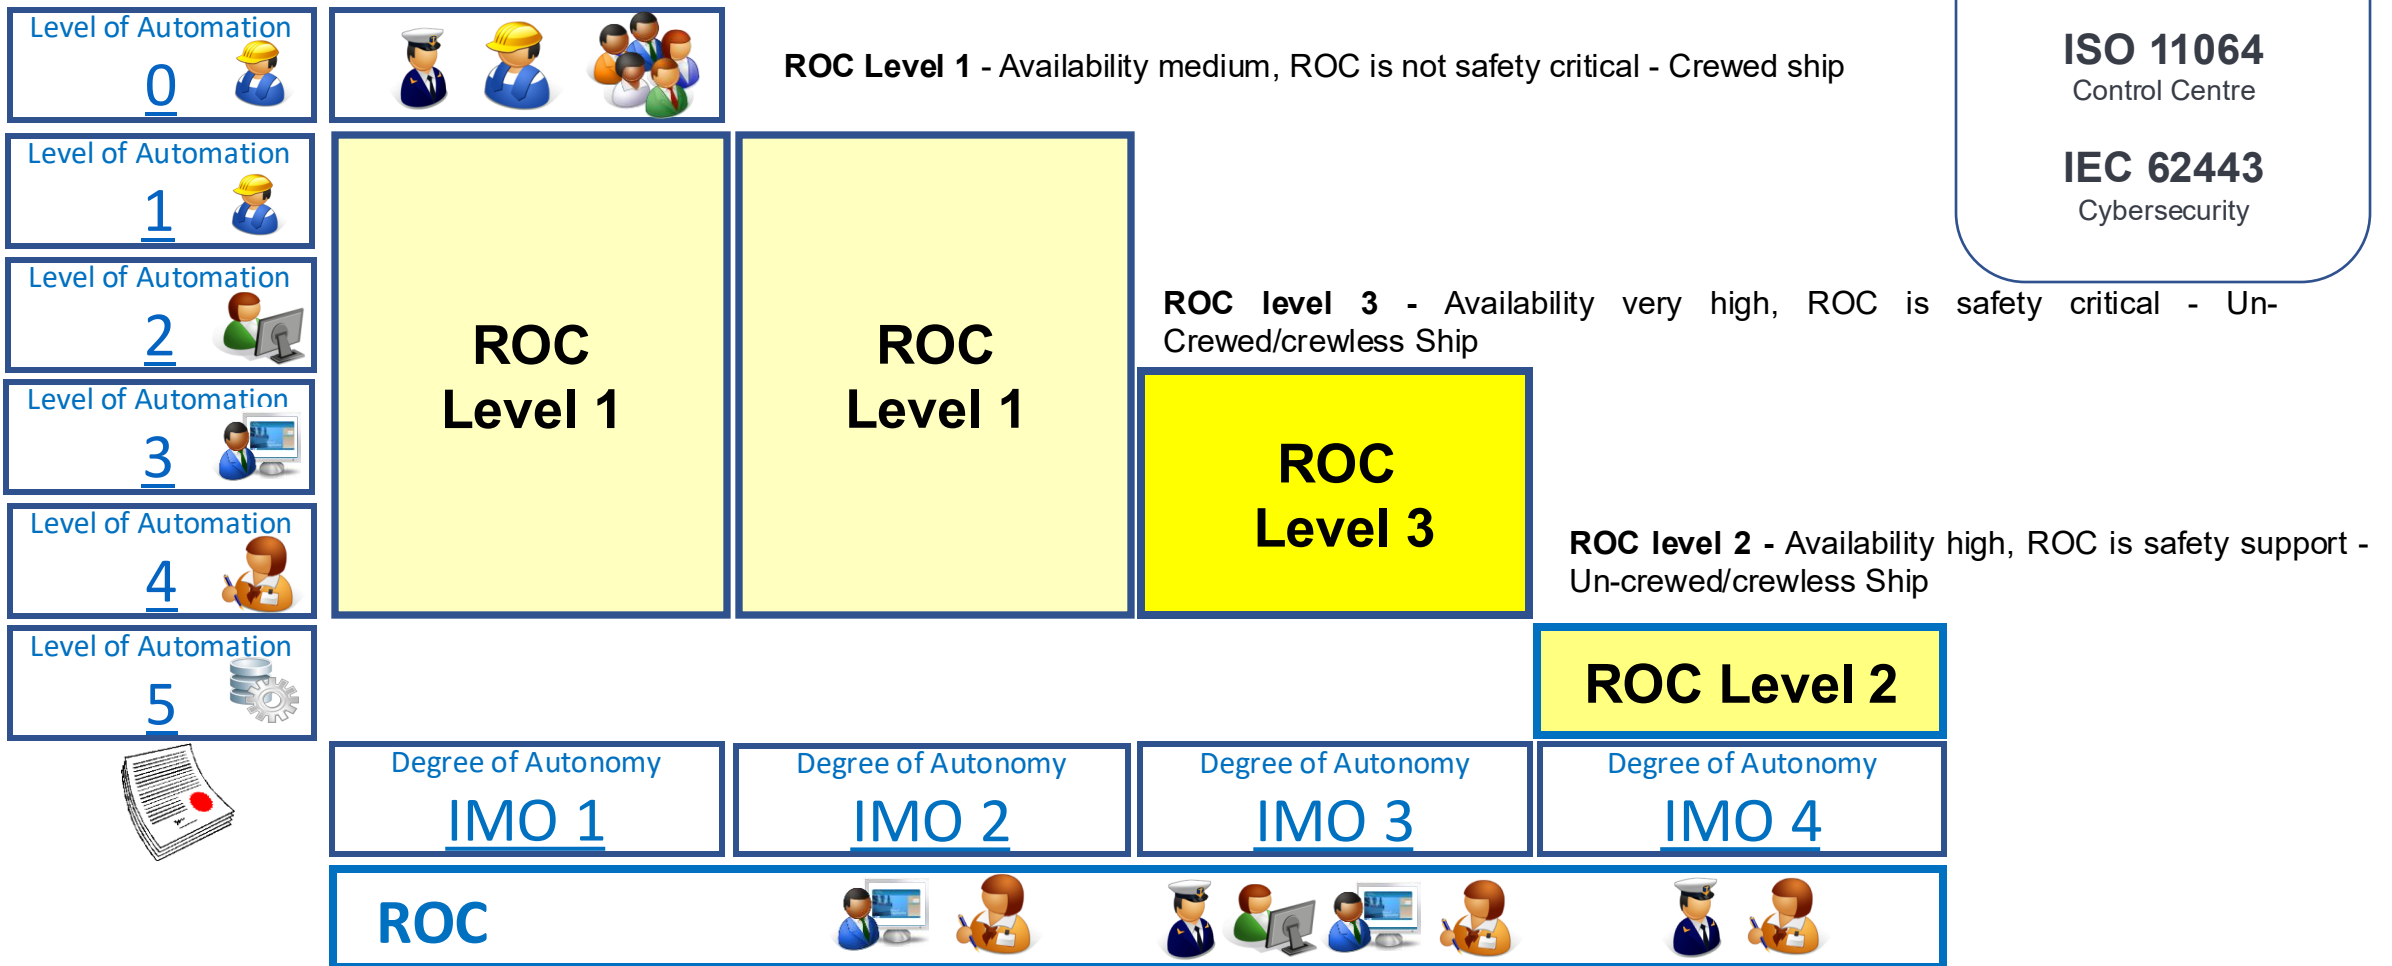 Level of Automation
0
ROC Level 1 - Availability medium, ROC is not safety critical - Crewed ship
ISO 11064
Control Centre
IEC 62443
Cybersecurity
Level of Automation
1
Level of Automation
2
Level of Automation
3
Level of Automation
4
Level of Automation
5
ROC
Level 1
ROC
Level 1
ROC level 3 - Availability very high, ROC is safety critical - Un-
Crewed/crewless Ship
ROC
Level 3
ROC level 2 - Availability high, ROC is safety support -
Un-crewed/crewless Ship
ROC Level 2
Degree of Autonomy
IMO 1
Degree of Autonomy
IMO 2
Degree of Autonomy
IMO 3
Degree of Autonomy
IMO 4
ROC